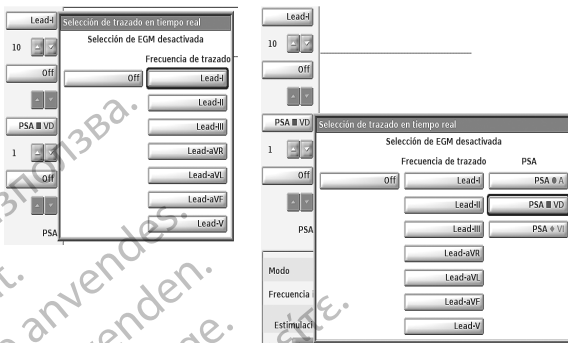 Lead-I
Selección de trazado en tiempo real
Selección de EGM desactivada
10
Frecuencia de trazado
Off
Off
Lead-I
Lead-II
PSA VD
Lead-III
1
Lead-aVR
Off
Lead-aVL
Lead-aVF
Lead-V
PSA
Lead-I
10
Off
PSA VD
Selección de trazado en tiempo real
Selección de EGM desactivada
1
Frecuencia de trazado
PSA
Off
Off
Lead-I
PSA A
Lead-II
PSA VD
PSA
Lead-III
PSA VI
Lead-aVR
Modo
Lead-aVL
Frecuencia
Lead-aVF
Lead-V
anvendes.